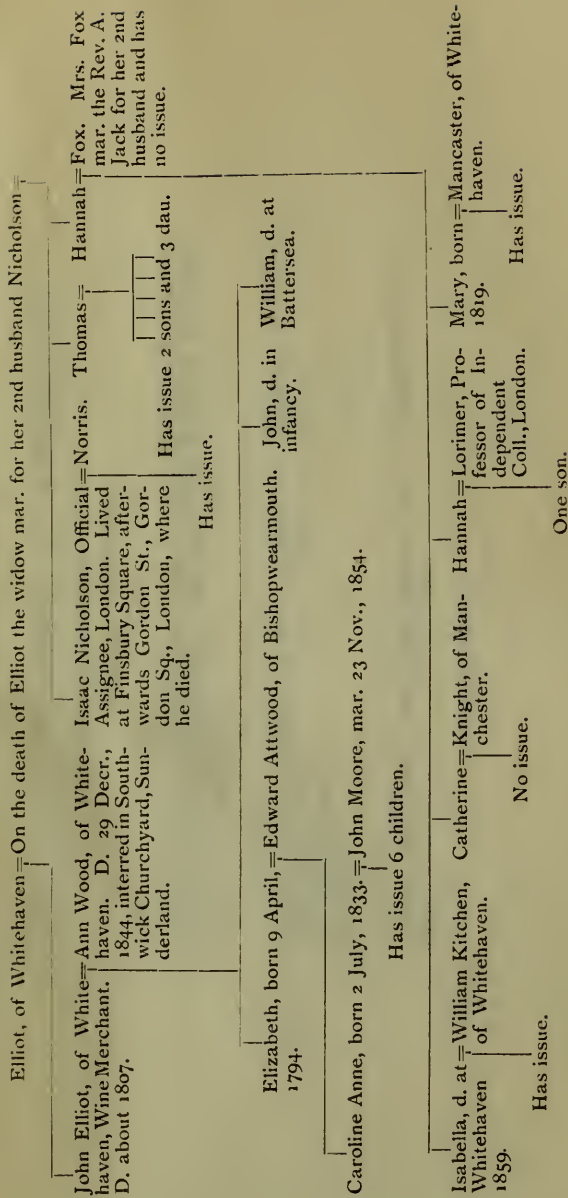 Elliot, of Whitehaven = On the death of Elliot the widow mar. for her 2nd husband Nicholson =
John Elliot, of White-
haven, Wine Merchant.
D. about 1807.
= Ann Wood, of White-
haven. D. 29 Decr.,
1844, interred in South-
wick Churchyard, Sun-
derland.
Isaac Nicholson, Official
Assignee, London. Lived
at Finsbury Square, after-
wards Gordon St., Gor-
don Sq., London, where
he died.
= Norris.
Has issue.
Thomas =
Has issue 2 sons and 3 dau.
Hannah = Fox. Mrs. Fox
mar. the Rev. A.
Jack for her 2nd
husband and has
no issue.
Elizabeth, born 9 April,
1794.
= Edward Attwood, of Bishopwearmouth.
John, d. in
infancy.
William, d. at
Battersea.
Caroline Anne, born 2 July, 1833. = John Moore, mar. 23 Nov., 1854.
Has issue 6 children.
Isabella, d. at
Whitehaven
1859.
= William Kitchen,
of Whitehaven.
Has issue.
Catherine = Knight, of Man-
chester.
No issue.
Hannah = Lorimer, Pro-
fessor of In-
dependent
Coll., London.
One son.
Mary, born
1819.
= Mancaster, of White-
haven.
Has issue.